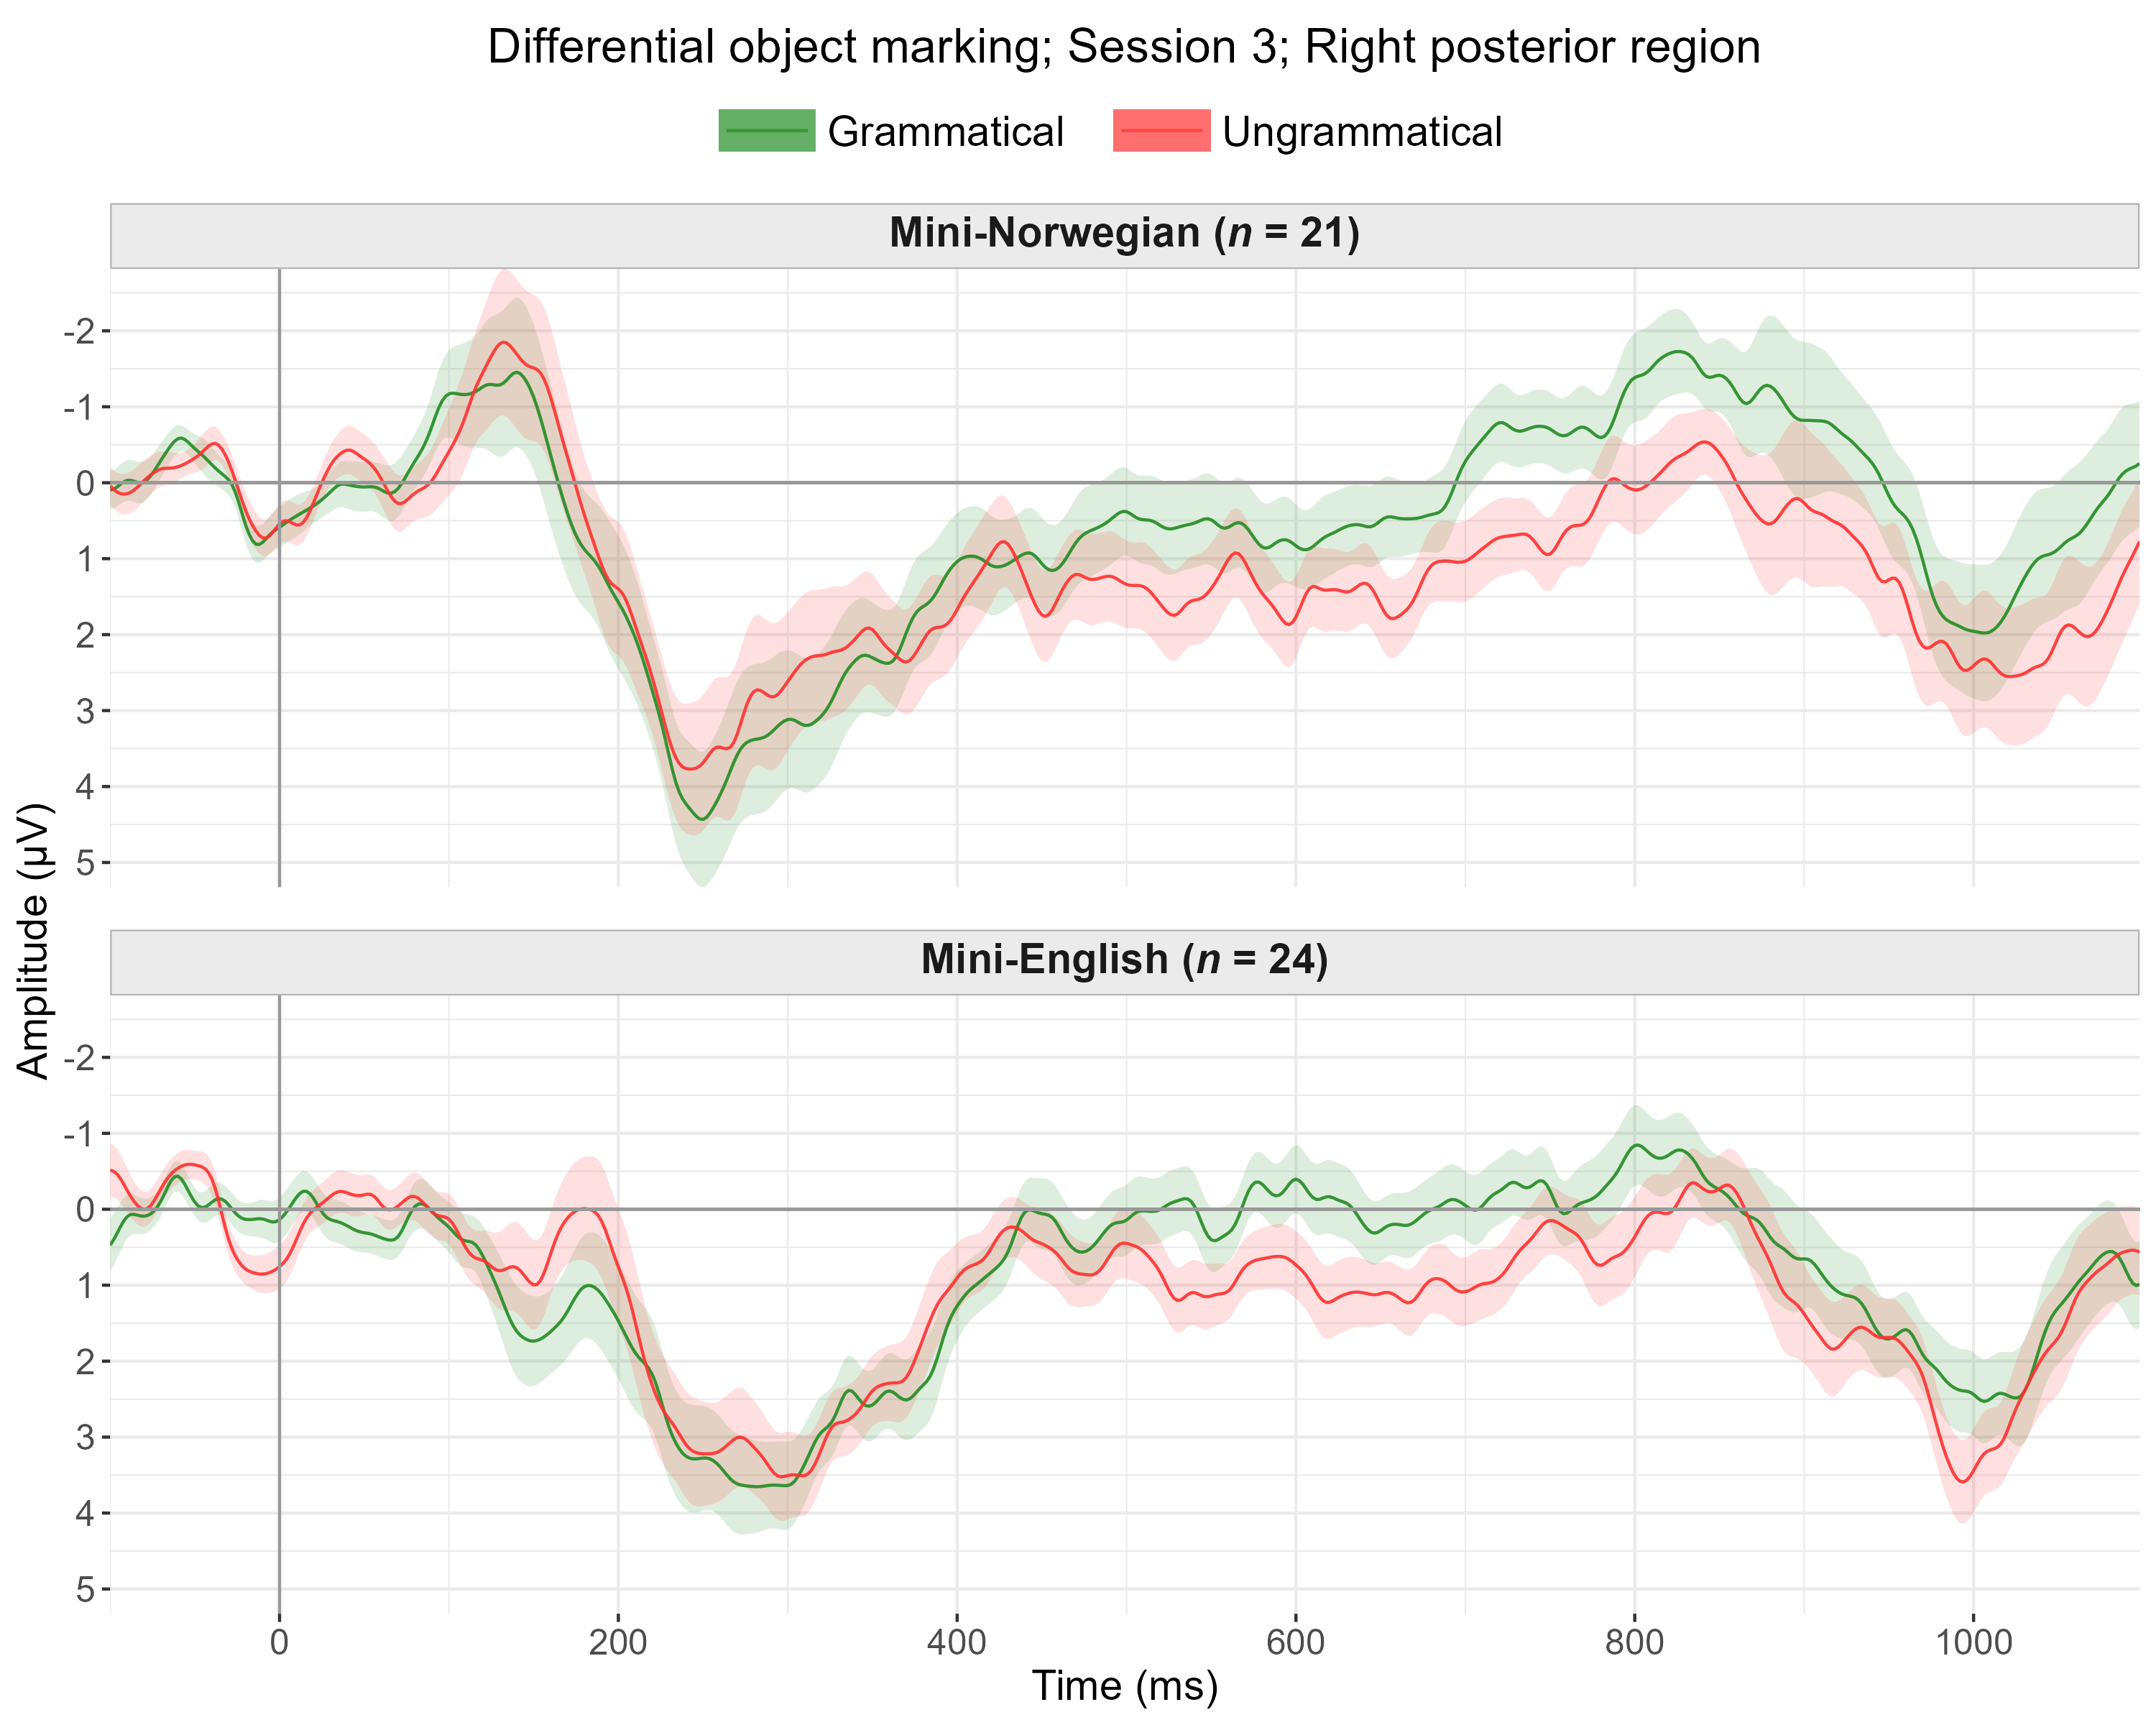 Differential object marking; Session 3; Right posterior region
Grammatical Ungrammatical
Mini-Norwegian (n = 21)
-2
-1
0
1
2
3
4
5
Amplitude (µV)
Mini-English (n = 24)
-2
-1
0
1
2
3
4
5
0 200 400 600 800 1000
Time (ms)